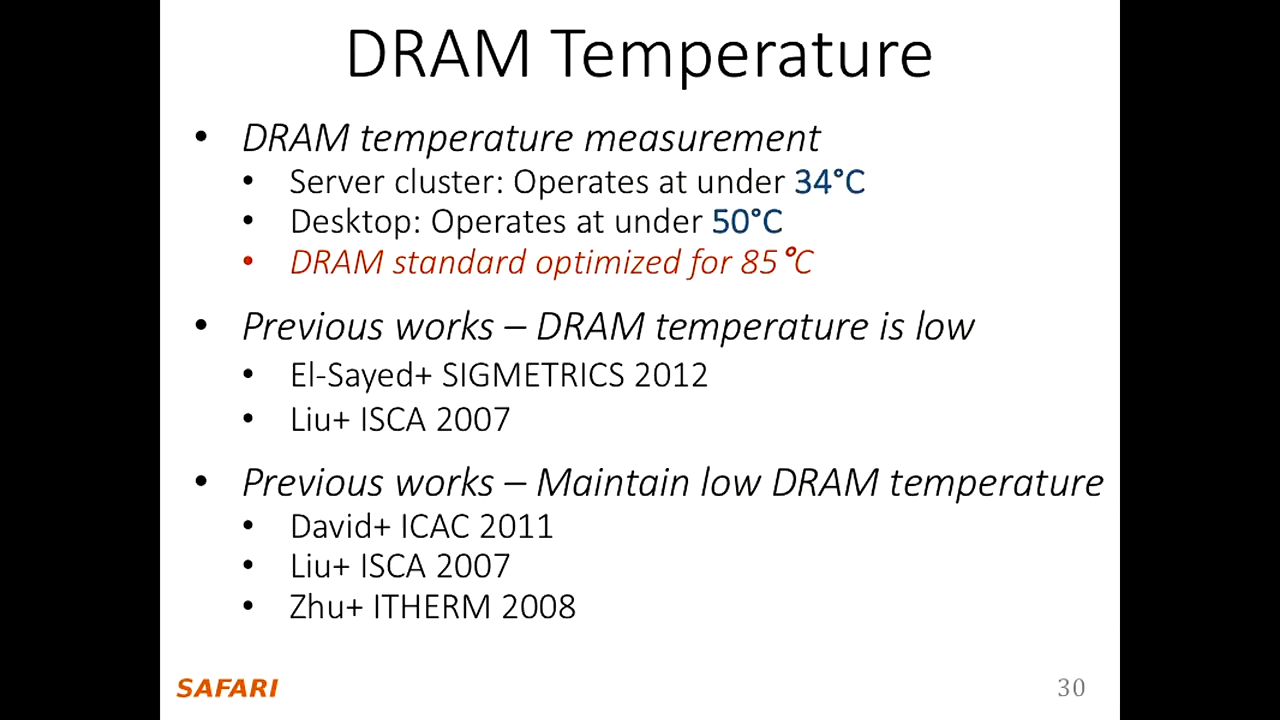 DRAM Temperature
• DRAM temperature measurement
• Server cluster: Operates at under 34°C
• Desktop: Operates at under 50°C
• DRAM standard optimized for 85°C
• Previous works – DRAM temperature is low
• El-Sayed+ SIGMETRICS 2012
• Liu+ ISCA 2007
• Previous works – Maintain low DRAM temperature
• David+ ICAC 2011
• Liu+ ISCA 2007
• Zhu+ ITHERM 2008
SAFARI
30